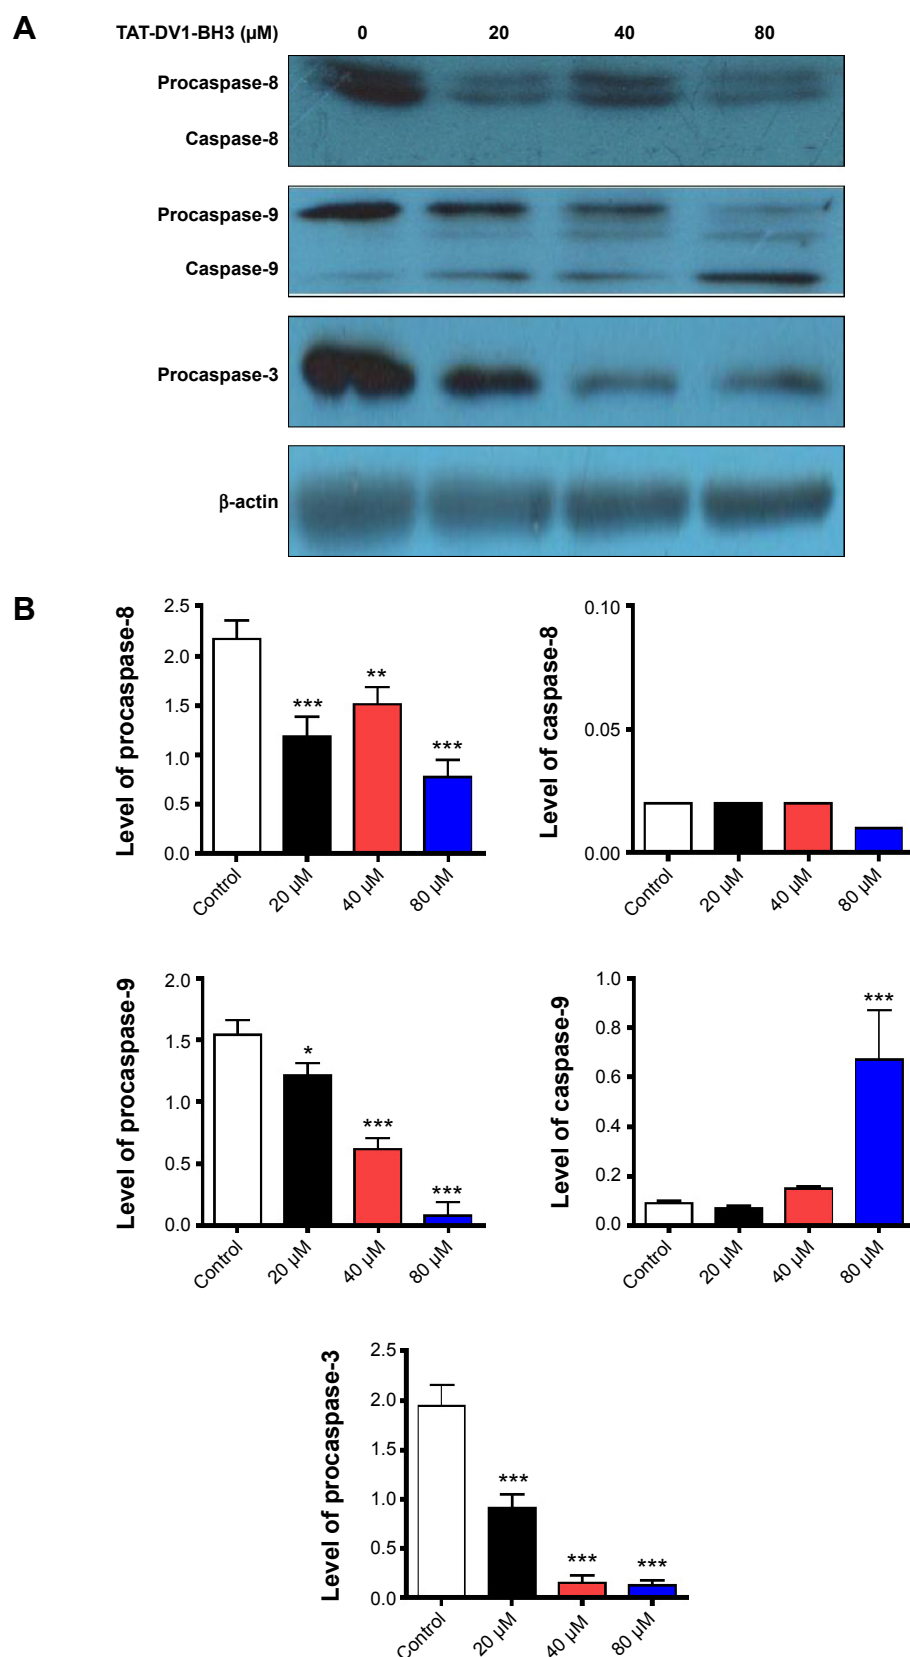 A
TAT-DV1-BH3 (μM) 0 20 40 80
Procaspase-8
Caspase-8
Procaspase-9
Caspase-9
Procaspase-3
β-actin
B
Level of procaspase-8
2.5
2.0
1.5
1.0
0.5
0.0
***
**
***
Control 20 μM 40 μM 80 μM
Level of caspase-8
0.10
0.05
0.00
Control 20 μM 40 μM 80 μM
Level of procaspase-9
2.0
1.5
1.0
0.5
0.0
*
***
***
Control 20 μM 40 μM 80 μM
Level of caspase-9
1.0
0.8
0.6
0.4
0.2
0.0
***
Control 20 μM 40 μM 80 μM
Level of procaspase-3
2.5
2.0
1.5
1.0
0.5
0.0
***
***
***
Control 20 μM 40 μM 80 μM